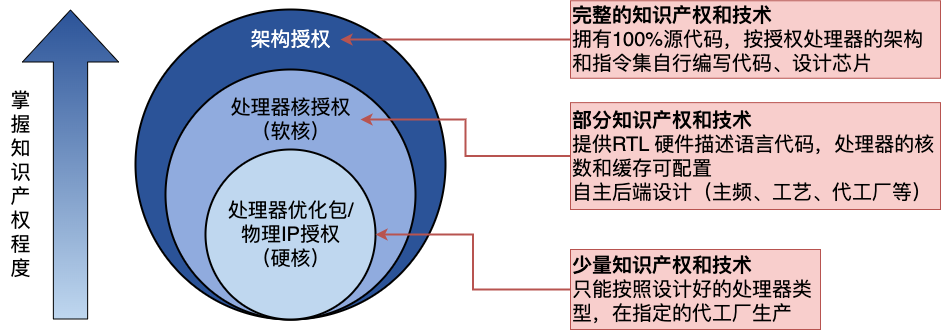 掌握知识产权程度
架构授权
处理器核授权
（软核）
处理器优化包/
物理IP授权
（硬核）
完整的知识产权和技术
拥有100%源代码，按授权处理器的架构
和指令集自行编写代码、设计芯片
部分知识产权和技术
提供RTL 硬件描述语言代码，处理器的核
数和缓存可配置
自主后端设计（主频、工艺、代工厂等）
少量知识产权和技术
只能按照设计好的处理器类
型，在指定的代工厂生产